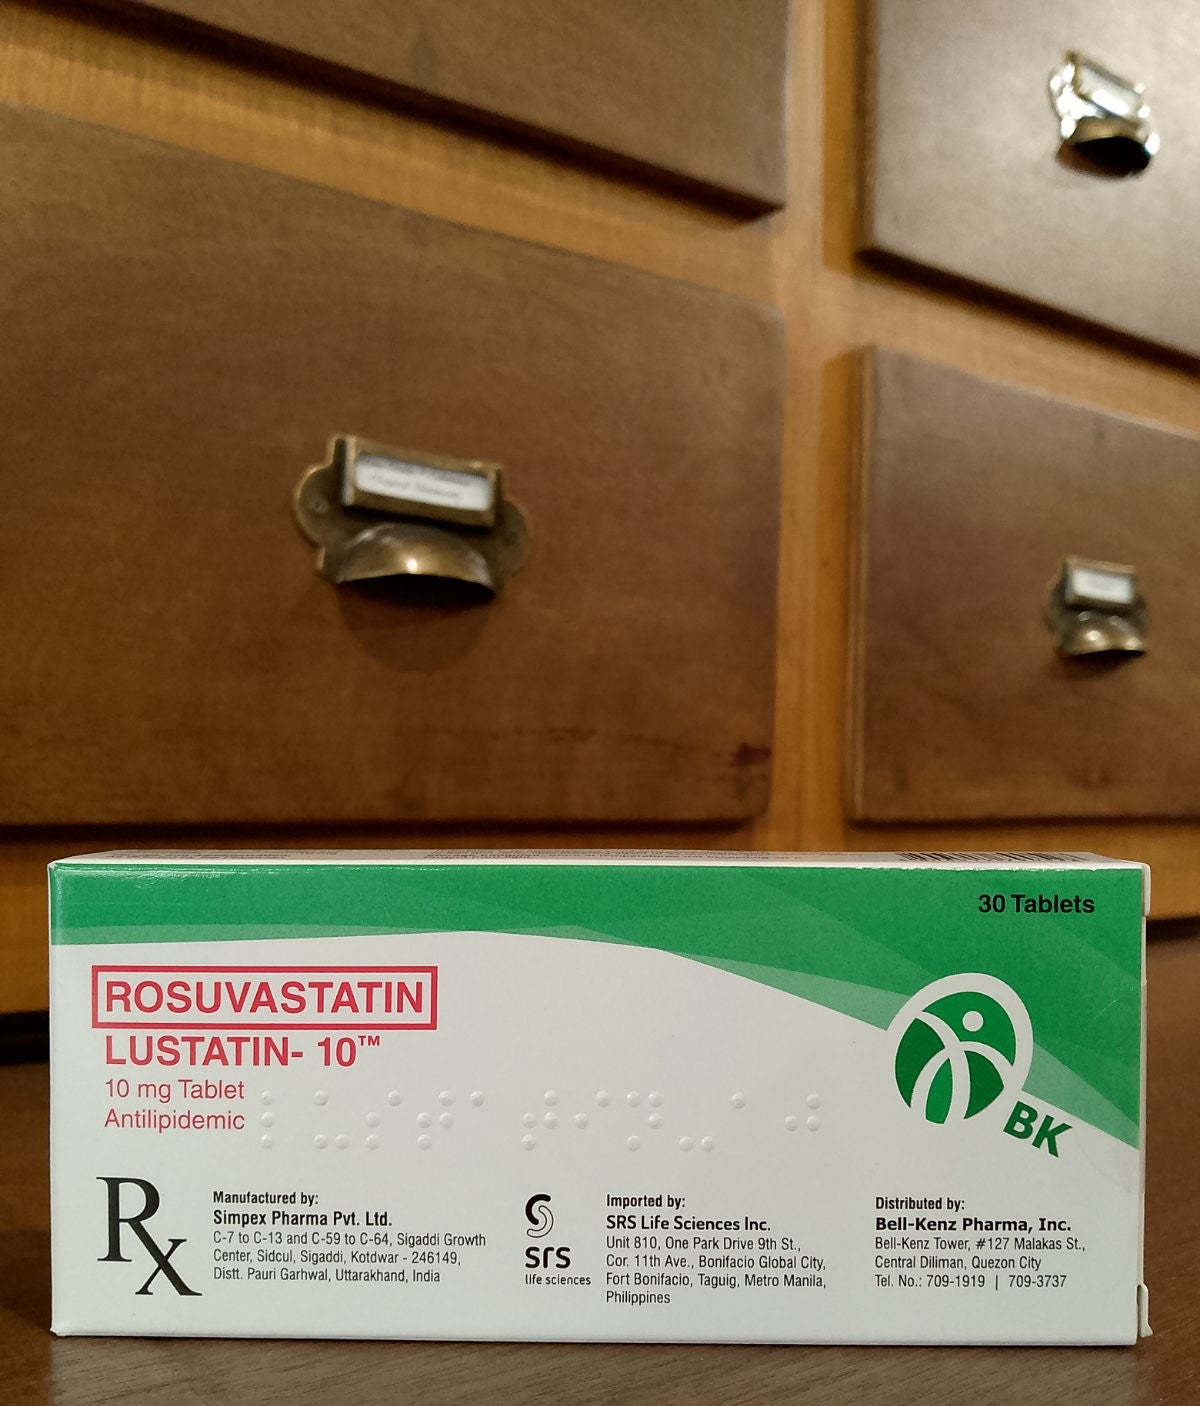 30 Tablets
ROSUVASTATIN
LUSTATIN- 10™
10 mg Tablet
Antilipidemic
BK
Rx
Manufactured by:
Simpex Pharma Pvt. Ltd.
C-7 to C-13 and C-59 to C-64, Sigaddi Growth
Center, Sidcul, Sigaddi, Kotdwar - 246149,
Distt. Pauri Garhwal, Uttarakhand, India
srs
life sciences
Imported by:
SRS Life Sciences Inc.
Unit 810, One Park Drive 9th St.,
Cor. 11th Ave., Bonifacio Global City,
Fort Bonifacio, Taguig, Metro Manila,
Philippines
Distributed by:
Bell-Kenz Pharma, Inc.
Bell-Kenz Tower, #127 Malakas St.,
Central Diliman, Quezon City
Tel. No.: 709-1919 | 709-3737